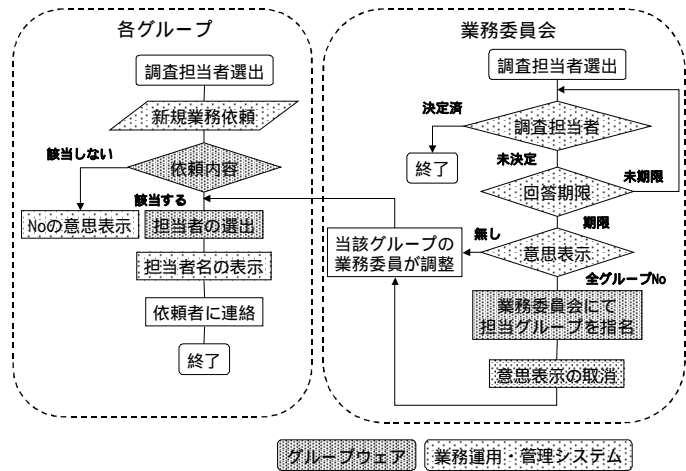 各グループ
調査担当者選出
新規業務依頼
該当しない
依頼内容
該当する
Noの意思表示
担当者の選出
担当者名の表示
依頼者に連絡
終了
業務委員会
調査担当者選出
決定済
調査担当者
終了
未決定
未期限
回答期限
期限
無し
意思表示
当該グループの
業務委員が調整
全グループNo
業務委員会にて
担当グループを指名
意思表示の取消
グループウェア
業務運用・管理システム